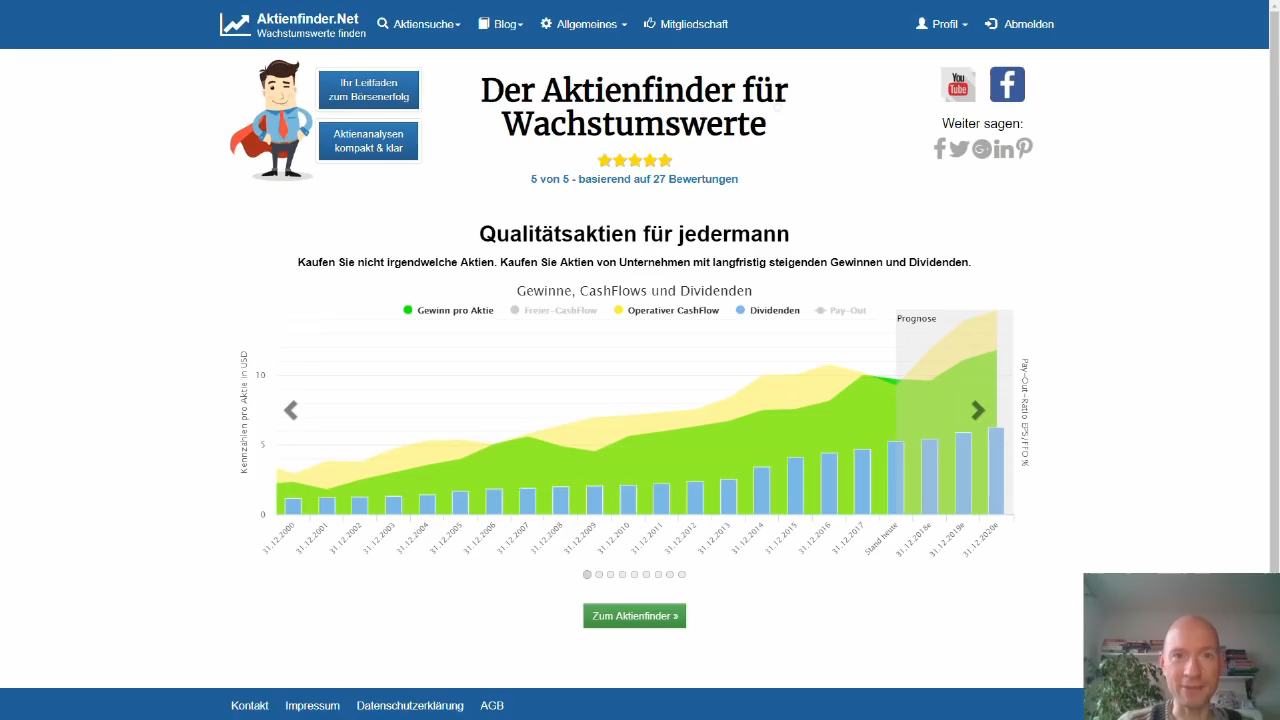 Aktienfinder.Net
Wachstumswerte finden
Aktiensuche
Blog
Allgemeines
Mitgliedschaft
Profil
Abmelden
Ihr Leitfaden
zum Börsenerfolg
Aktienanalysen
kompakt & klar
Der Aktienfinder für
Wachstumswerte
5 von 5 - basierend auf 27 Bewertungen
You
Tube
Weiter sagen:
Qualitätsaktien für jedermann
Kaufen Sie nicht irgendwelche Aktien. Kaufen Sie Aktien von Unternehmen mit langfristig steigenden Gewinnen und Dividenden.
Gewinne, CashFlows und Dividenden
Gewinn pro Aktie
Freier-CashFlow
Operativer CashFlow
Dividenden
Pay-Out
Prognose
Kennzahlen pro Aktie in USD
10
5
0
Pay-Out-Ratio EPS / FCF %
31.12.2000
31.12.2001
31.12.2002
31.12.2003
31.12.2004
31.12.2005
31.12.2006
31.12.2007
31.12.2008
31.12.2009
31.12.2010
31.12.2011
31.12.2012
31.12.2013
31.12.2014
31.12.2015
31.12.2016
31.12.2017
Stand heute
31.12.2018e
31.12.2019e
31.12.2020e
Zum Aktienfinder »
Kontakt
Impressum
Datenschutzerklärung
AGB